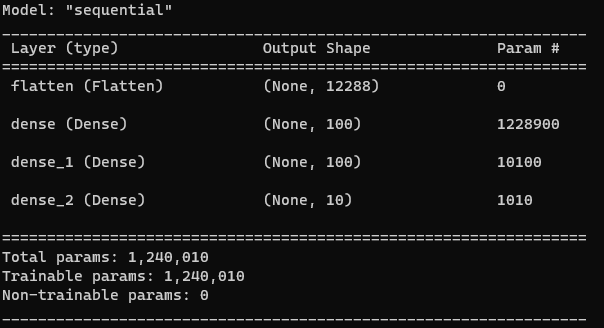 Model: "sequential"
_________________________________________________________________
Layer (type) Output Shape Param #
=================================================================
flatten (Flatten) (None, 12288) 0
dense (Dense) (None, 100) 1228900
dense_1 (Dense) (None, 100) 10100
dense_2 (Dense) (None, 10) 1010
=================================================================
Total params: 1,240,010
Trainable params: 1,240,010
Non-trainable params: 0
_________________________________________________________________